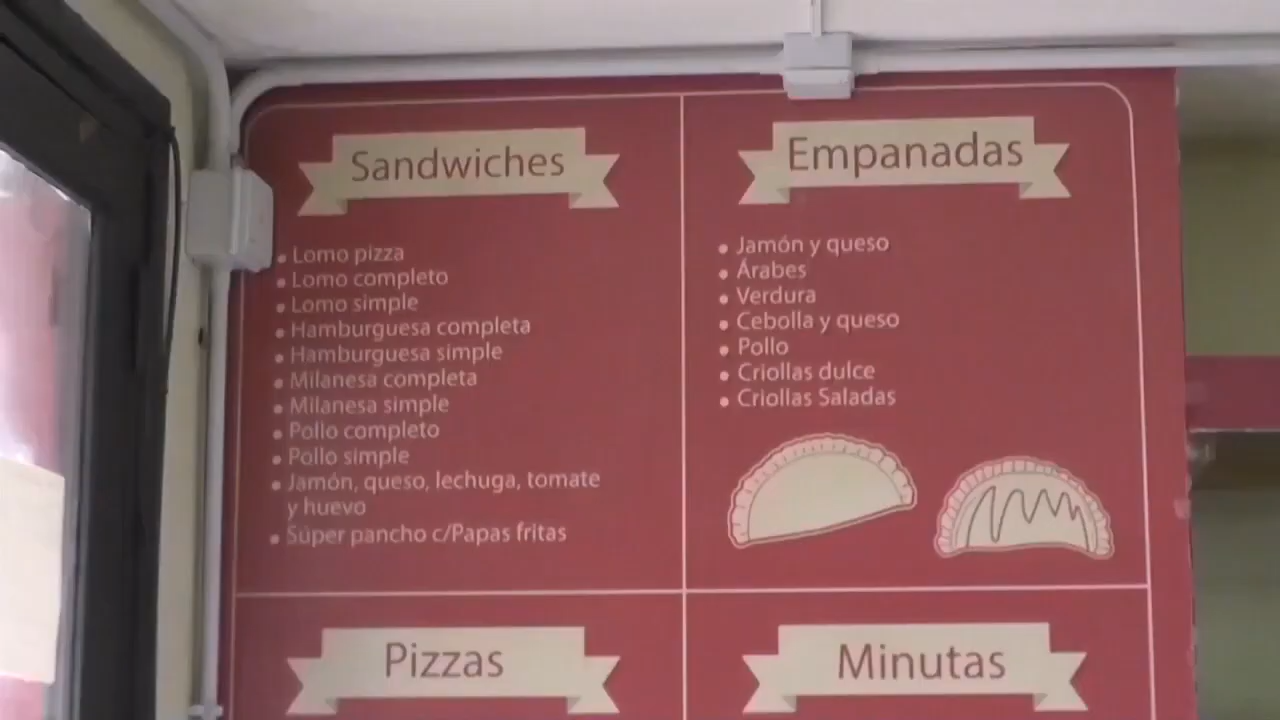 Sandwiches
• Lomo pizza
• Lomo completo
• Lomo simple
• Hamburguesa completa
• Hamburguesa simple
• Milanesa completa
• Milanesa simple
• Pollo completo
• Pollo simple
• Jamón, queso, lechuga, tomate
y huevo
• Súper pancho c/Papas fritas
Empanadas
• Jamón y queso
• Árabes
• Verdura
• Cebolla y queso
• Pollo
• Criollas dulce
• Criollas Saladas
Pizzas
Minutas